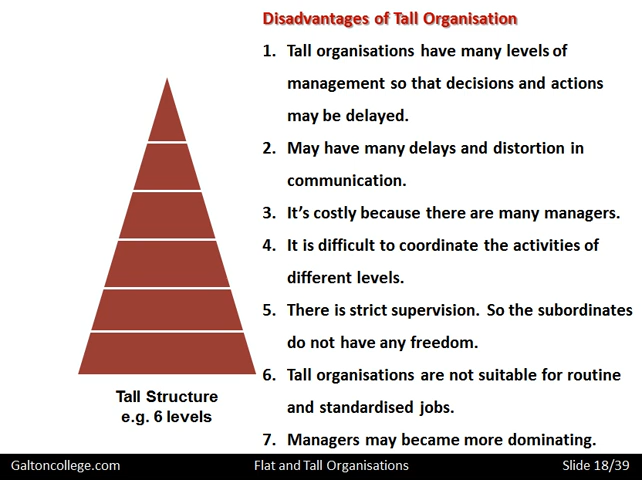 Disadvantages of Tall Organisation
1. Tall organisations have many levels of
management so that decisions and actions
may be delayed.
2. May have many delays and distortion in
communication.
3. It's costly because there are many managers.
4. It is difficult to coordinate the activities of
different levels.
5. There is strict supervision. So the subordinates
do not have any freedom.
6. Tall organisations are not suitable for routine
and standardised jobs.
7. Managers may became more dominating.
Tall Structure
e.g. 6 levels
Galtoncollege.com
Flat and Tall Organisations
Slide 18/39